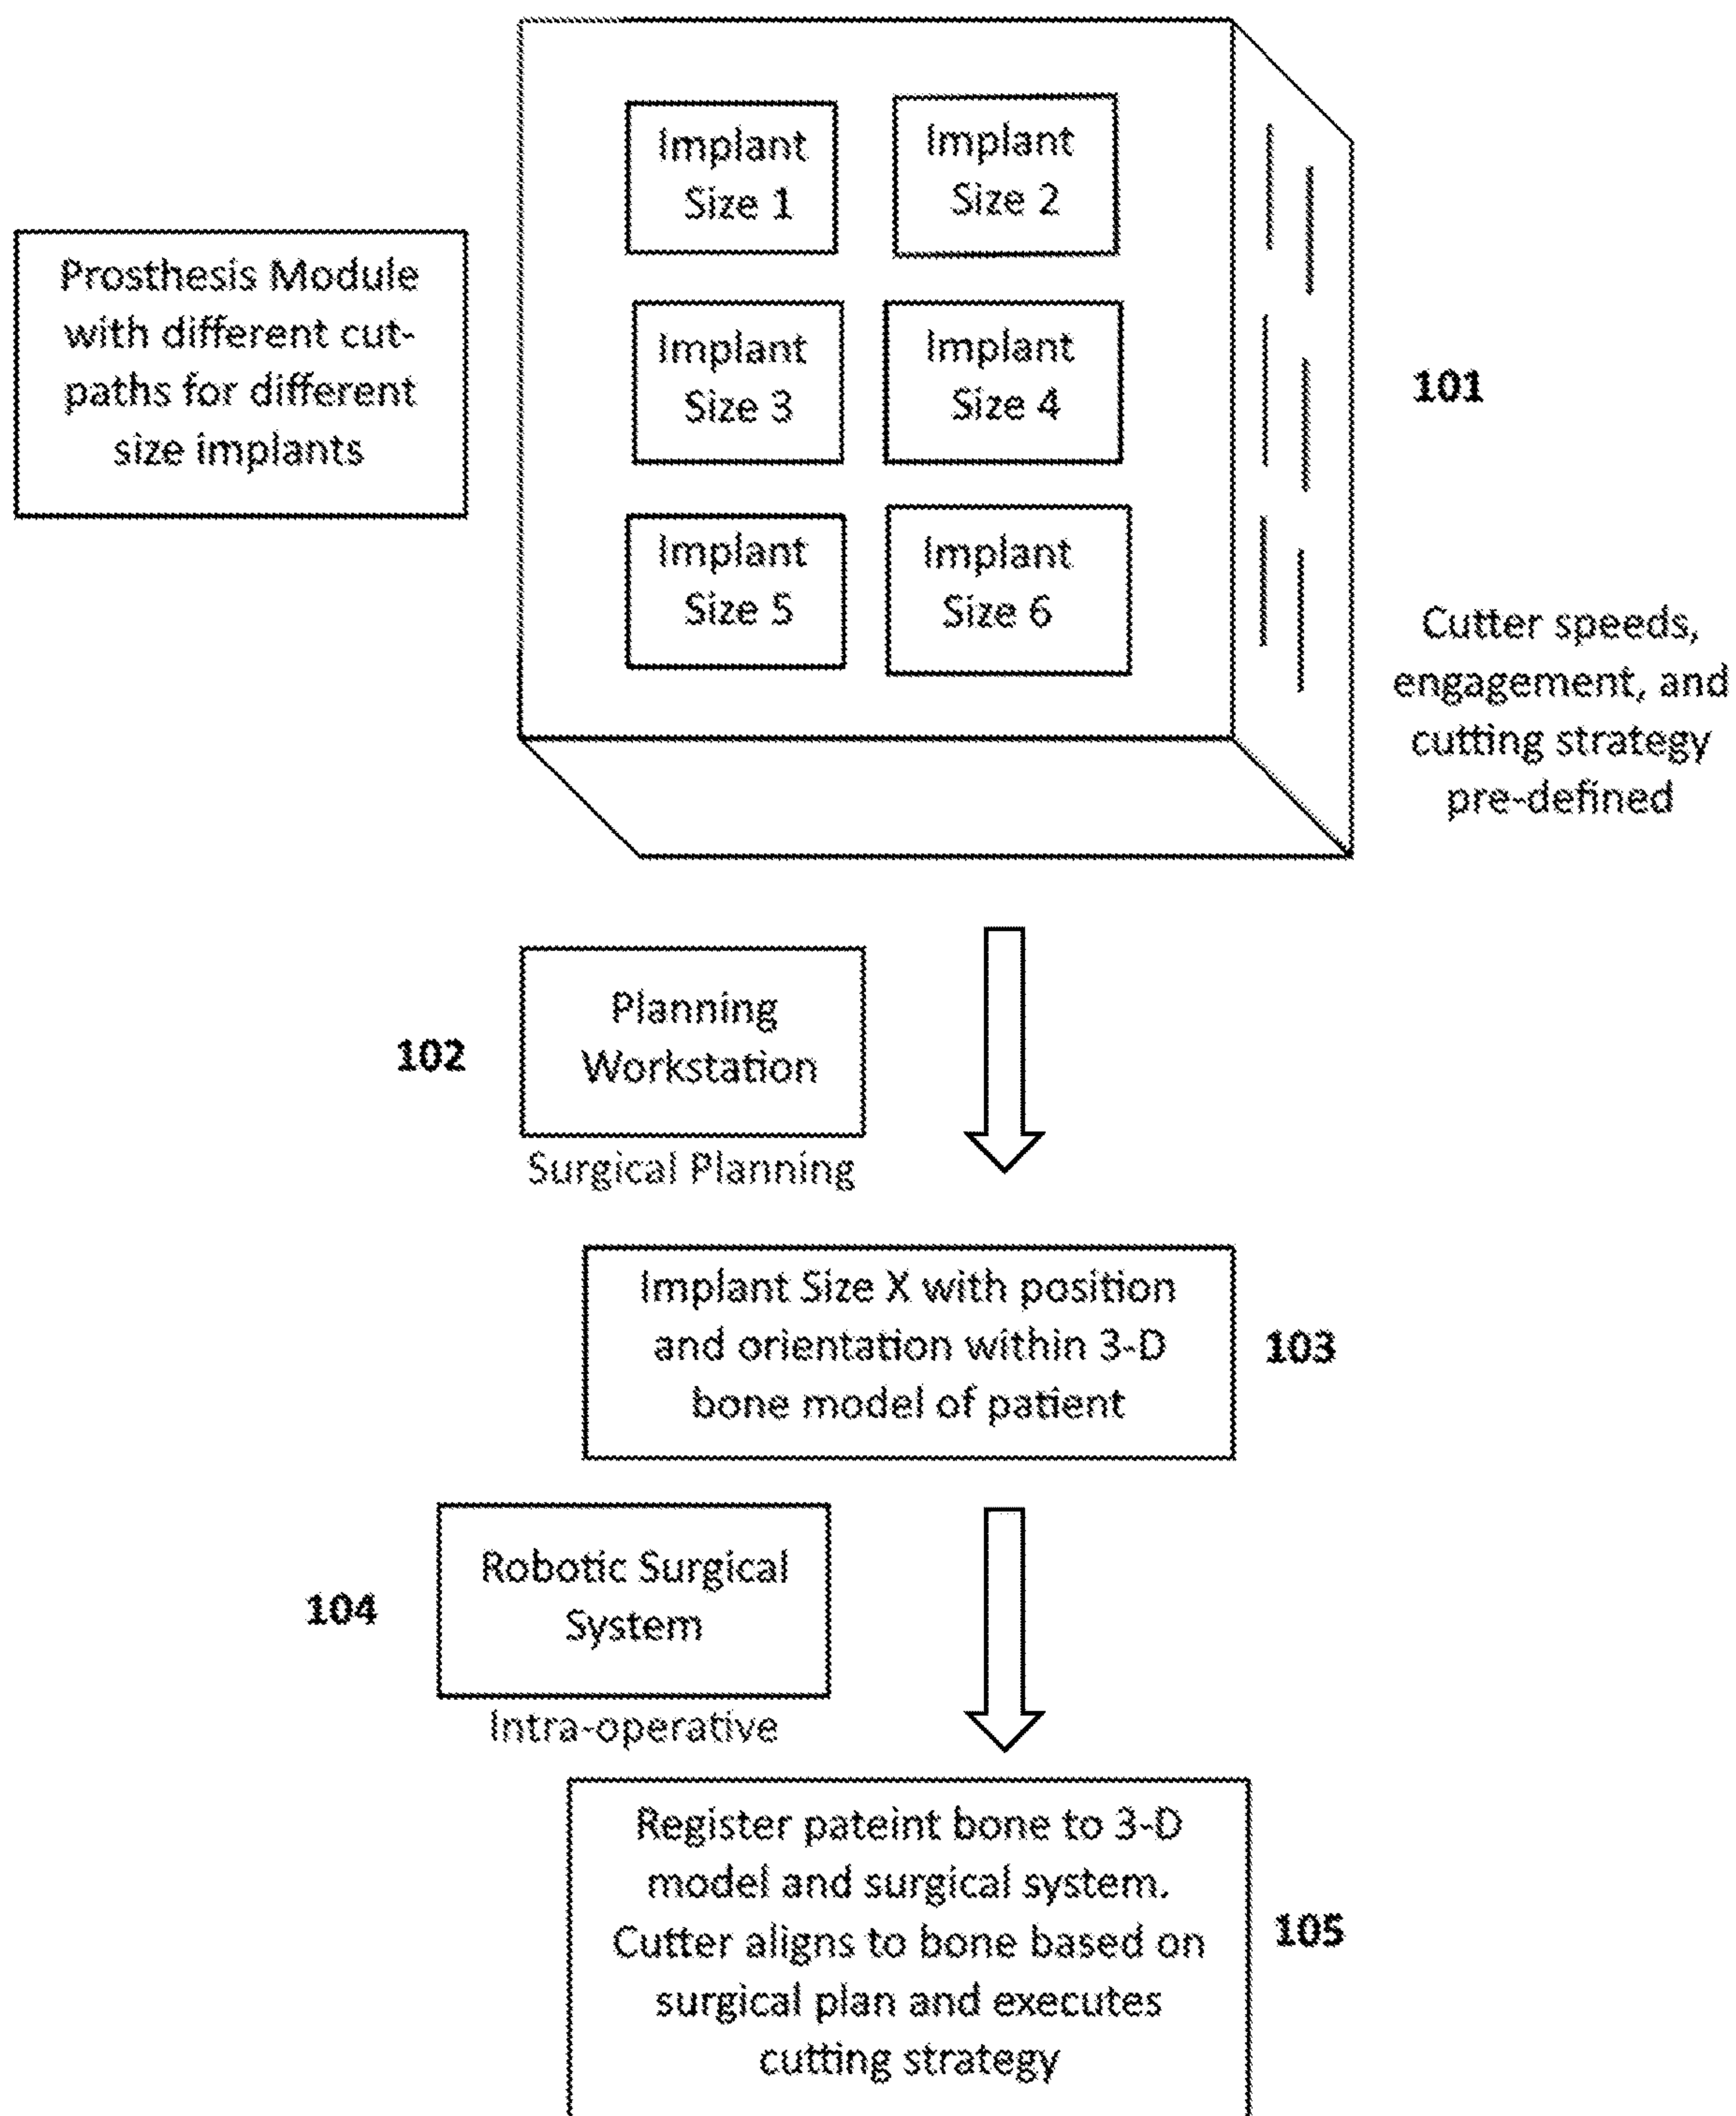 Implant
Size 1
Implant
Size 2
Prosthesis Module
with different cut-
paths for different
size implants
Implant
Size 3
Implant
Size 4
101
Implant
Size 5
Implant
Size 6
Cutter speeds,
engagement, and
cutting strategy
pre-defined
102
Planning
Workstation
Surgical Planning
Implant Size X with position
and orientation within 3-D
bone model of patient
103
104
Robotic Surgical
System
Intra-operative
Register pateint bone to 3-D
model and surgical system.
Cutter aligns to bone based on
surgical plan and executes
cutting strategy
105